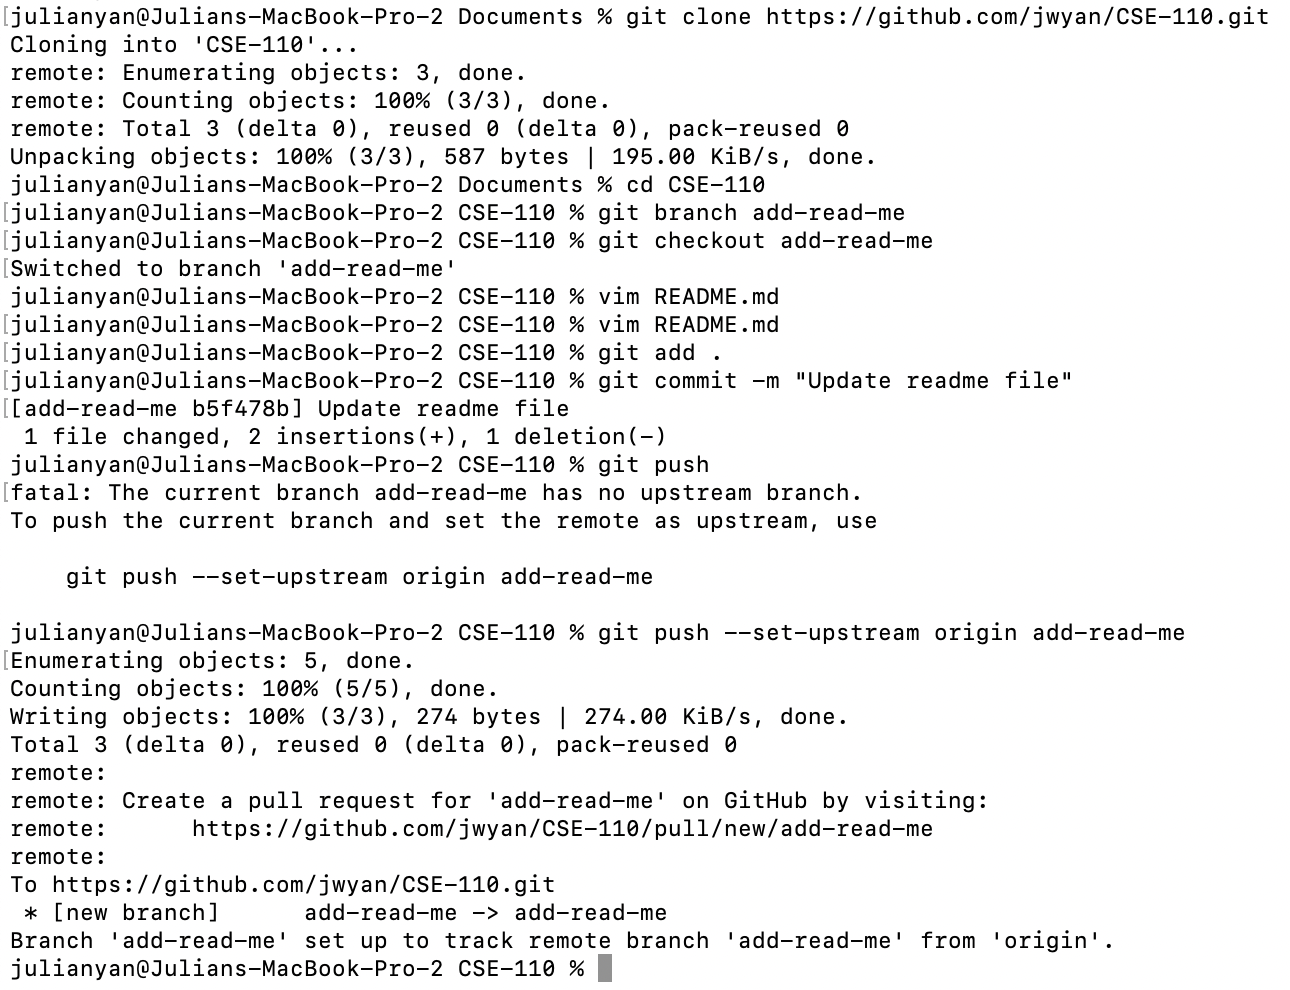 julianyan@Julians-MacBook-Pro-2 Documents % git clone https://github.com/jwyan/CSE-110.git
Cloning into 'CSE-110'...
remote: Enumerating objects: 3, done.
remote: Counting objects: 100% (3/3), done.
remote: Total 3 (delta 0), reused 0 (delta 0), pack-reused 0
Unpacking objects: 100% (3/3), 587 bytes | 195.00 KiB/s, done.
julianyan@Julians-MacBook-Pro-2 Documents % cd CSE-110
julianyan@Julians-MacBook-Pro-2 CSE-110 % git branch add-read-me
julianyan@Julians-MacBook-Pro-2 CSE-110 % git checkout add-read-me
Switched to branch 'add-read-me'
julianyan@Julians-MacBook-Pro-2 CSE-110 % vim README.md
julianyan@Julians-MacBook-Pro-2 CSE-110 % vim README.md
julianyan@Julians-MacBook-Pro-2 CSE-110 % git add .
julianyan@Julians-MacBook-Pro-2 CSE-110 % git commit -m "Update readme file"
[add-read-me b5f478b] Update readme file
 1 file changed, 2 insertions(+), 1 deletion(-)
julianyan@Julians-MacBook-Pro-2 CSE-110 % git push
fatal: The current branch add-read-me has no upstream branch.
To push the current branch and set the remote as upstream, use

    git push --set-upstream origin add-read-me

julianyan@Julians-MacBook-Pro-2 CSE-110 % git push --set-upstream origin add-read-me
Enumerating objects: 5, done.
Counting objects: 100% (5/5), done.
Writing objects: 100% (3/3), 274 bytes | 274.00 KiB/s, done.
Total 3 (delta 0), reused 0 (delta 0), pack-reused 0
remote:
remote: Create a pull request for 'add-read-me' on GitHub by visiting:
remote:      https://github.com/jwyan/CSE-110/pull/new/add-read-me
remote:
To https://github.com/jwyan/CSE-110.git
 * [new branch]      add-read-me -> add-read-me
Branch 'add-read-me' set up to track remote branch 'add-read-me' from 'origin'.
julianyan@Julians-MacBook-Pro-2 CSE-110 %